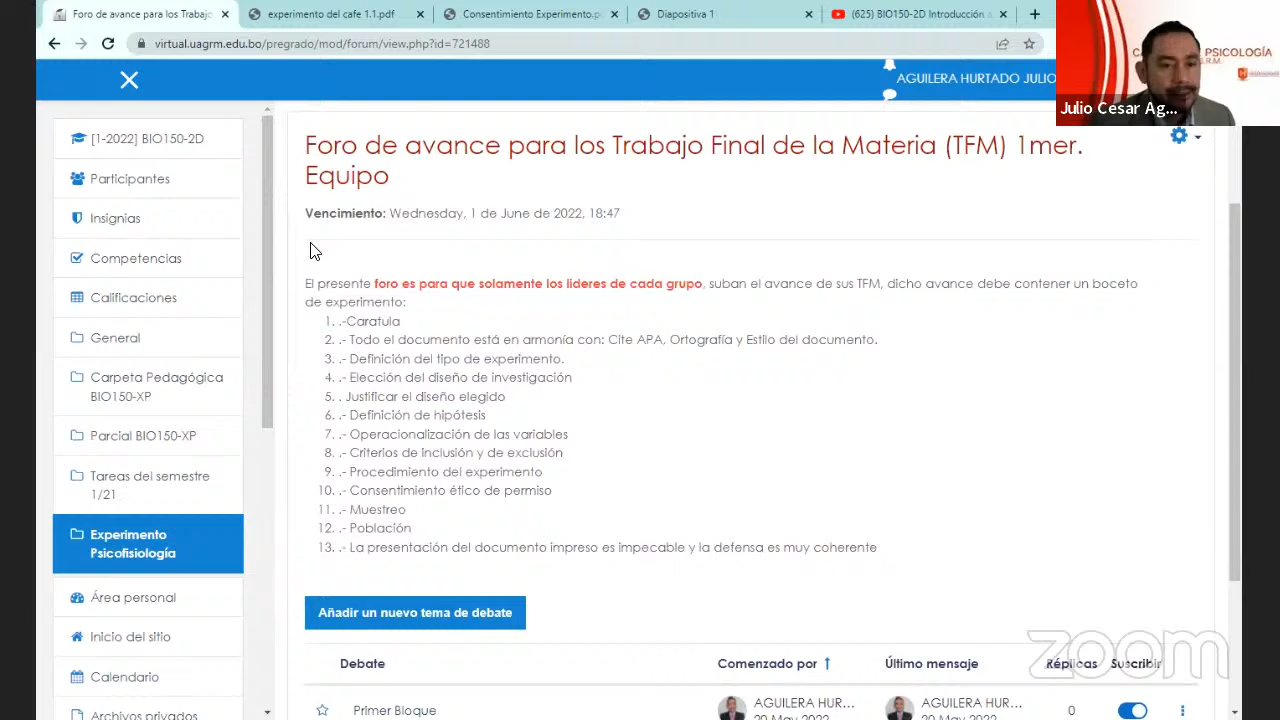 Foro de avance para los Trabajo
experimento del cafe 1.1.pdf
Consentimiento Experimento.p
Diapositiva 1
(625) BIO150-2D Introducción a
virtual.uagrm.edu.bo/pregrado/mod/forum/view.php?id=721488
PSICOLOGÍA
AGUILERA HURTADO JULIO
Julio Cesar Ag...
[1-2022] BIO150-2D
Participantes
Insignias
Competencias
Calificaciones
General
Carpeta Pedagógica
BIO150-XP
Parcial BIO150-XP
Tareas del semestre
1/21
Experimento
Psicofisiología
Área personal
Inicio del sitio
Calendario
Archivos privados
Foro de avance para los Trabajo Final de la Materia (TFM) 1mer.
Equipo
Vencimiento: Wednesday, 1 de June de 2022, 18:47
El presente foro es para que solamente los lideres de cada grupo, suban el avance de sus TFM, dicho avance debe contener un boceto
de experimento:
1. .-Caratula
2. .- Todo el documento está en armonía con: Cite APA, Ortografía y Estilo del documento.
3. .- Definición del tipo de experimento.
4. .- Elección del diseño de investigación
5. . Justificar el diseño elegido
6. .- Definición de hipótesis
7. .- Operacionalización de las variables
8. .- Criterios de inclusión y de exclusión
9. .- Procedimiento del experimento
10. .- Consentimiento ético de permiso
11. .- Muestreo
12. .- Población
13. .- La presentación del documento impreso es impecable y la defensa es muy coherente
Añadir un nuevo tema de debate
Debate Comenzado por Último mensaje Réplicas Suscribir
zoom
Primer Bloque AGUILERA HUR... AGUILERA HUR... 0
20 May 2022 20 May 2022